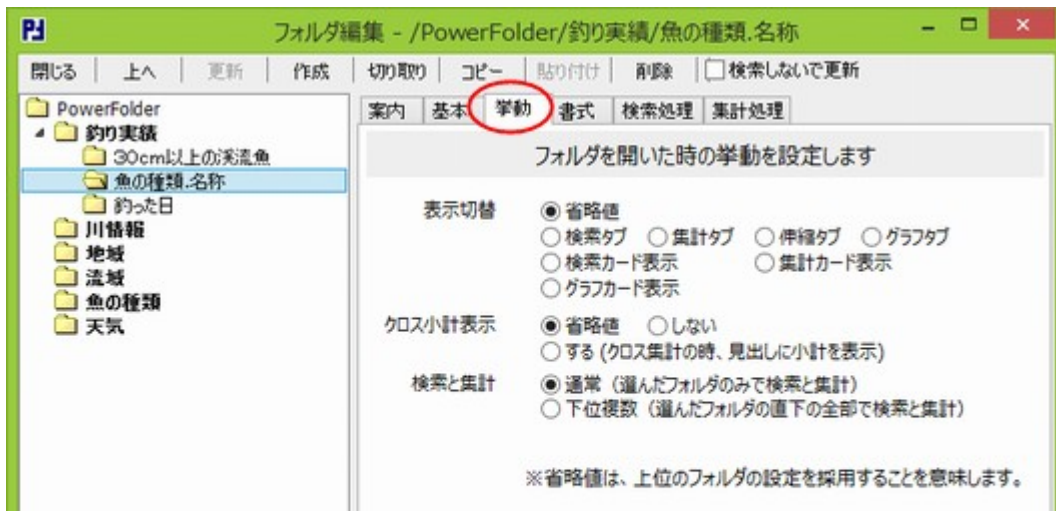 フォルダ編集 - /PowerFolder/釣り実績/魚の種類.名称
閉じる 上へ 更新 作成 切り取り コピー 貼り付け 削除 検索しないで更新
PowerFolder
釣り実績
30cm以上の渓流魚
魚の種類.名称
釣った日
川情報
地域
流域
魚の種類
天気
案内 基本 挙動 書式 検索処理 集計処理
フォルダを開いた時の挙動を設定します
表示切替 省略値
検索タブ 集計タブ 伸縮タブ グラフタブ
検索カード表示 集計カード表示
グラフカード表示
クロス小計表示 省略値 しない
する (クロス集計の時、見出しに小計を表示)
検索と集計 通常 (選んだフォルダのみで検索と集計)
下位複数 (選んだフォルダの直下の全部で検索と集計)
※省略値は、上位のフォルダの設定を採用することを意味します。